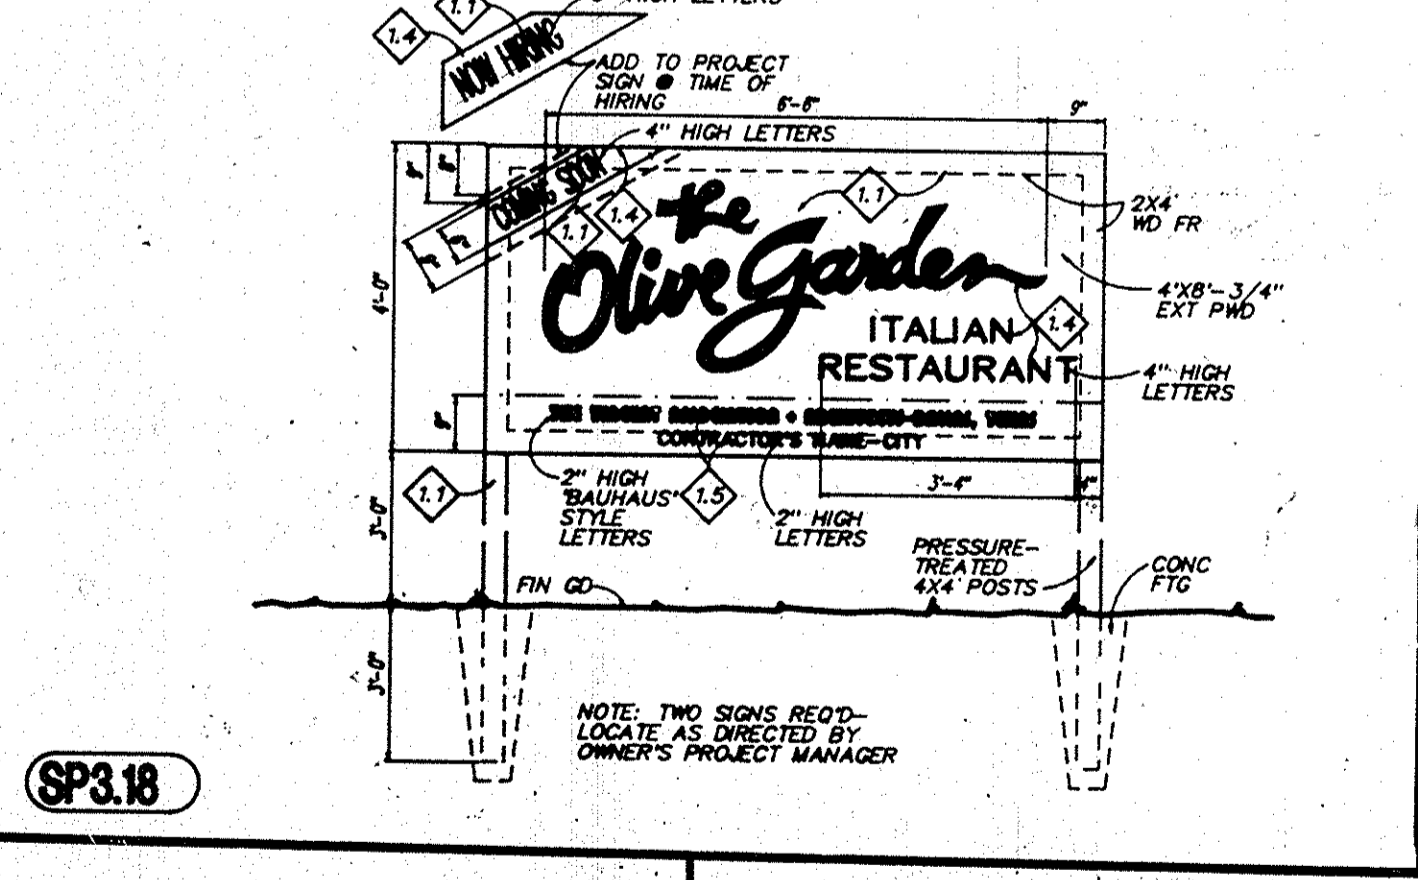 1.1
HIGH LETTERS
1.4
NOW HIRING
ADD TO PROJECT
SIGN @ TIME OF
HIRING
6'-6"
9"
4" HIGH LETTERS
COMING SOON
1.1
1.4
1.1
the
Olive Garden
2X4'
WD FR
4'X8'-3/4"
EXT PWD
ITALIAN
RESTAURANT
1.4
4" HIGH
LETTERS
4'-0"
CONTRACTOR'S NAME-CITY
1.1
2" HIGH
"BAUHAUS"
STYLE
LETTERS
1.5
2" HIGH
LETTERS
3'-4"
4"
3'-0"
PRESSURE-
TREATED
4X4' POSTS
CONC
FTG
FIN GD
3'-0"
NOTE: TWO SIGNS REQ'D-
LOCATE AS DIRECTED BY
OWNER'S PROJECT MANAGER
SP3.18